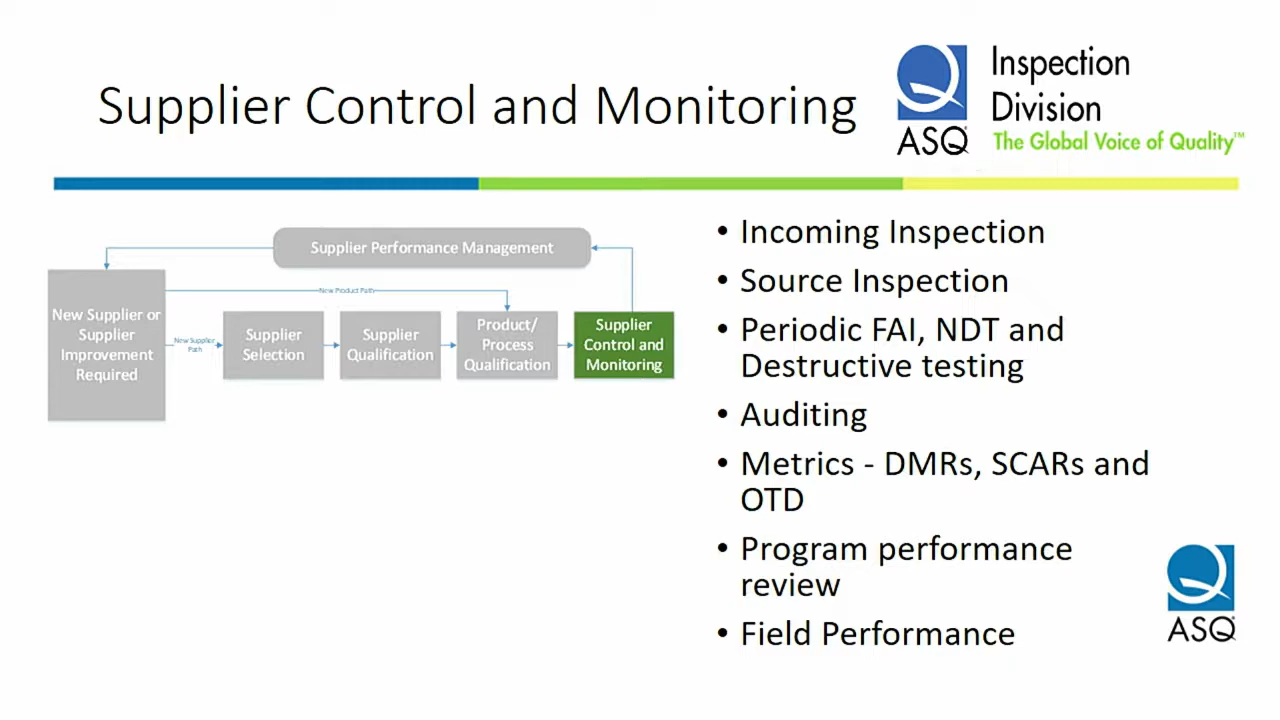 Supplier Control and Monitoring
ASQ
Inspection
Division
The Global Voice of Quality™
Supplier Performance Management
New Product Path
New Supplier or
Supplier
Improvement
Required
New Supplier
Path
Supplier
Selection
Supplier
Qualification
Product/
Process
Qualification
Supplier
Control and
Monitoring
• Incoming Inspection
• Source Inspection
• Periodic FAI, NDT and
Destructive testing
• Auditing
• Metrics - DMRs, SCARs and
OTD
• Program performance
review
• Field Performance
ASQ